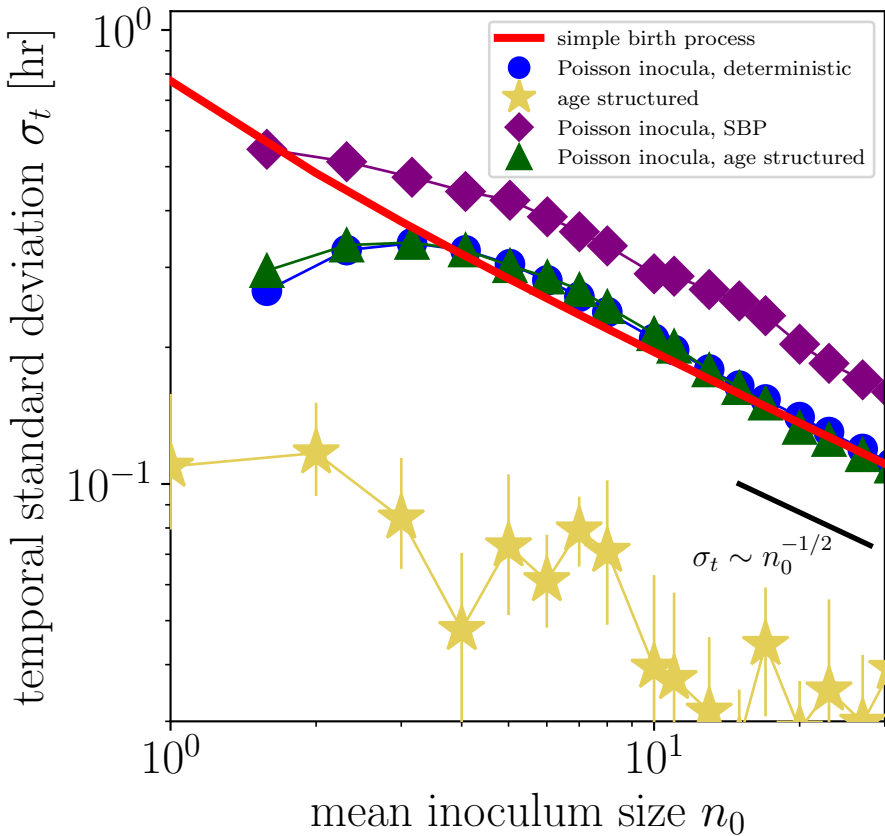 temporal standard deviation σ_t [hr]
10^0
10^{-1}
simple birth process
Poisson inocula, deterministic
age structured
Poisson inocula, SBP
Poisson inocula, age structured
σ_t ∼ n_0^{-1/2}
10^0
10^1
mean inoculum size n_0